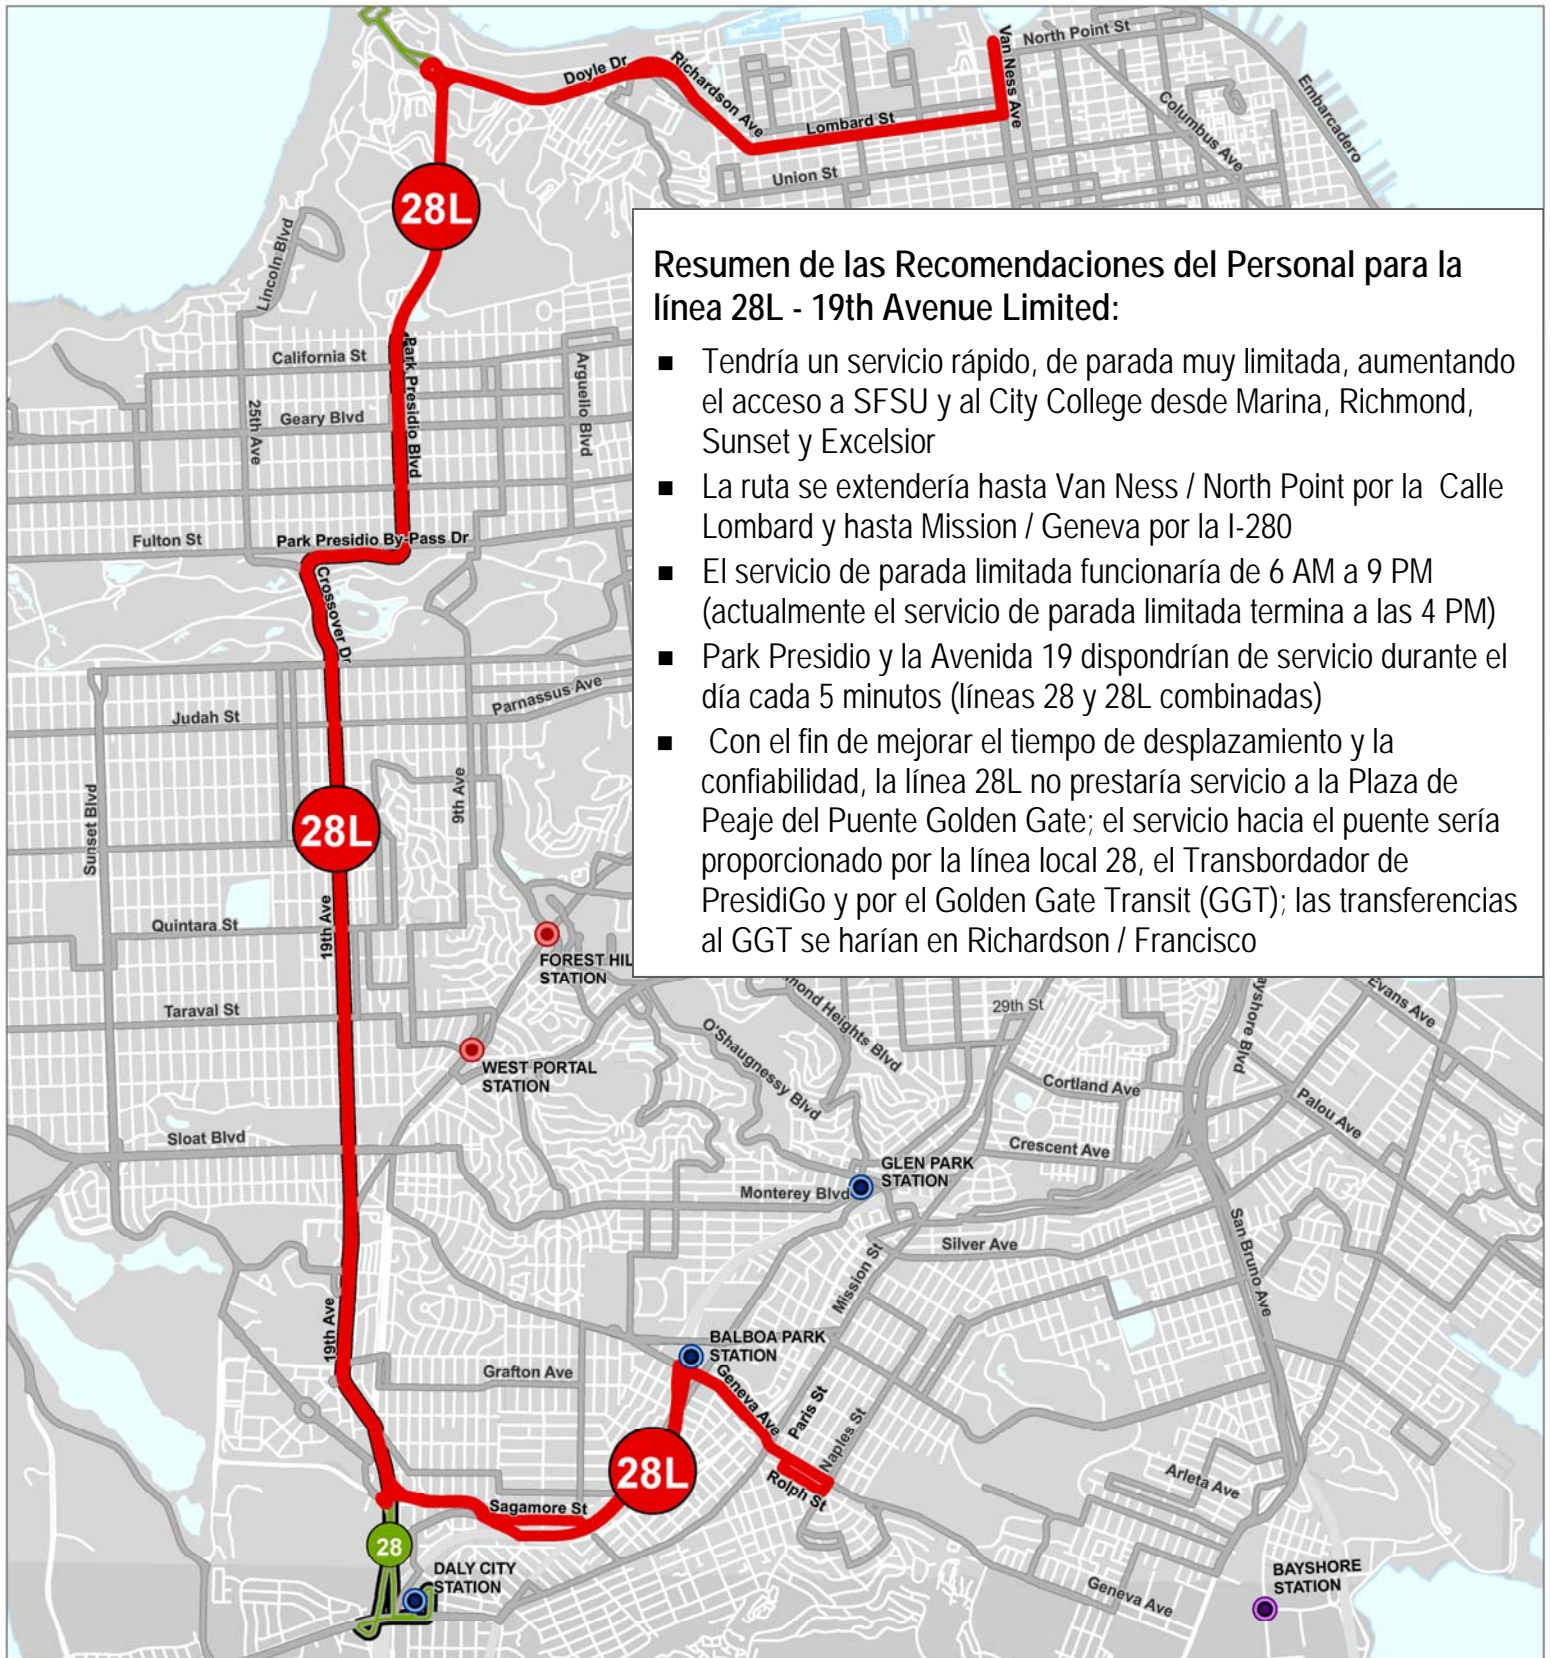 Van Ness Ave
North Point St
Embarcadero
Columbus Ave
Doyle Dr
Richardson Ave
Lombard St
Union St
28L
Lincoln Blvd
California St
Park Presidio Blvd
Arguello Blvd
25th Ave
Geary Blvd
Fulton St
Park Presidio By-Pass Dr
Crossover Dr
Resumen de las Recomendaciones del Personal para la
línea 28L - 19th Avenue Limited:
■ Tendría un servicio rápido, de parada muy limitada, aumentando
el acceso a SFSU y al City College desde Marina, Richmond,
Sunset y Excelsior
■ La ruta se extendería hasta Van Ness / North Point por la Calle
Lombard y hasta Mission / Geneva por la I-280
■ El servicio de parada limitada funcionaría de 6 AM a 9 PM
(actualmente el servicio de parada limitada termina a las 4 PM)
■ Park Presidio y la Avenida 19 dispondrían de servicio durante el
día cada 5 minutos (líneas 28 y 28L combinadas)
■ Con el fin de mejorar el tiempo de desplazamiento y la
confiabilidad, la línea 28L no prestaría servicio a la Plaza de
Peaje del Puente Golden Gate; el servicio hacia el puente sería
proporcionado por la línea local 28, el Transbordador de
PresidiGo y por el Golden Gate Transit (GGT); las transferencias
al GGT se harían en Richardson / Francisco
Parnassus Ave
Judah St
Sunset Blvd
9th Ave
28L
19th Ave
Quintara St
FOREST HIL
STATION
Taraval St
WEST PORTAL
STATION
mond Heights Blvd
O'Shaugnessy Blvd
29th St
ayshore Blvd
Evans Ave
Cortland Ave
Palou Ave
Sloat Blvd
Crescent Ave
GLEN PARK
STATION
Monterey Blvd
Silver Ave
San Bruno Ave
Mission St
19th Ave
BALBOA PARK
STATION
Grafton Ave
Geneva Ave
Paris St
Naples St
28L
Rolph St
Sagamore St
Arleta Ave
28
DALY CITY
STATION
Geneva Ave
BAYSHORE
STATION